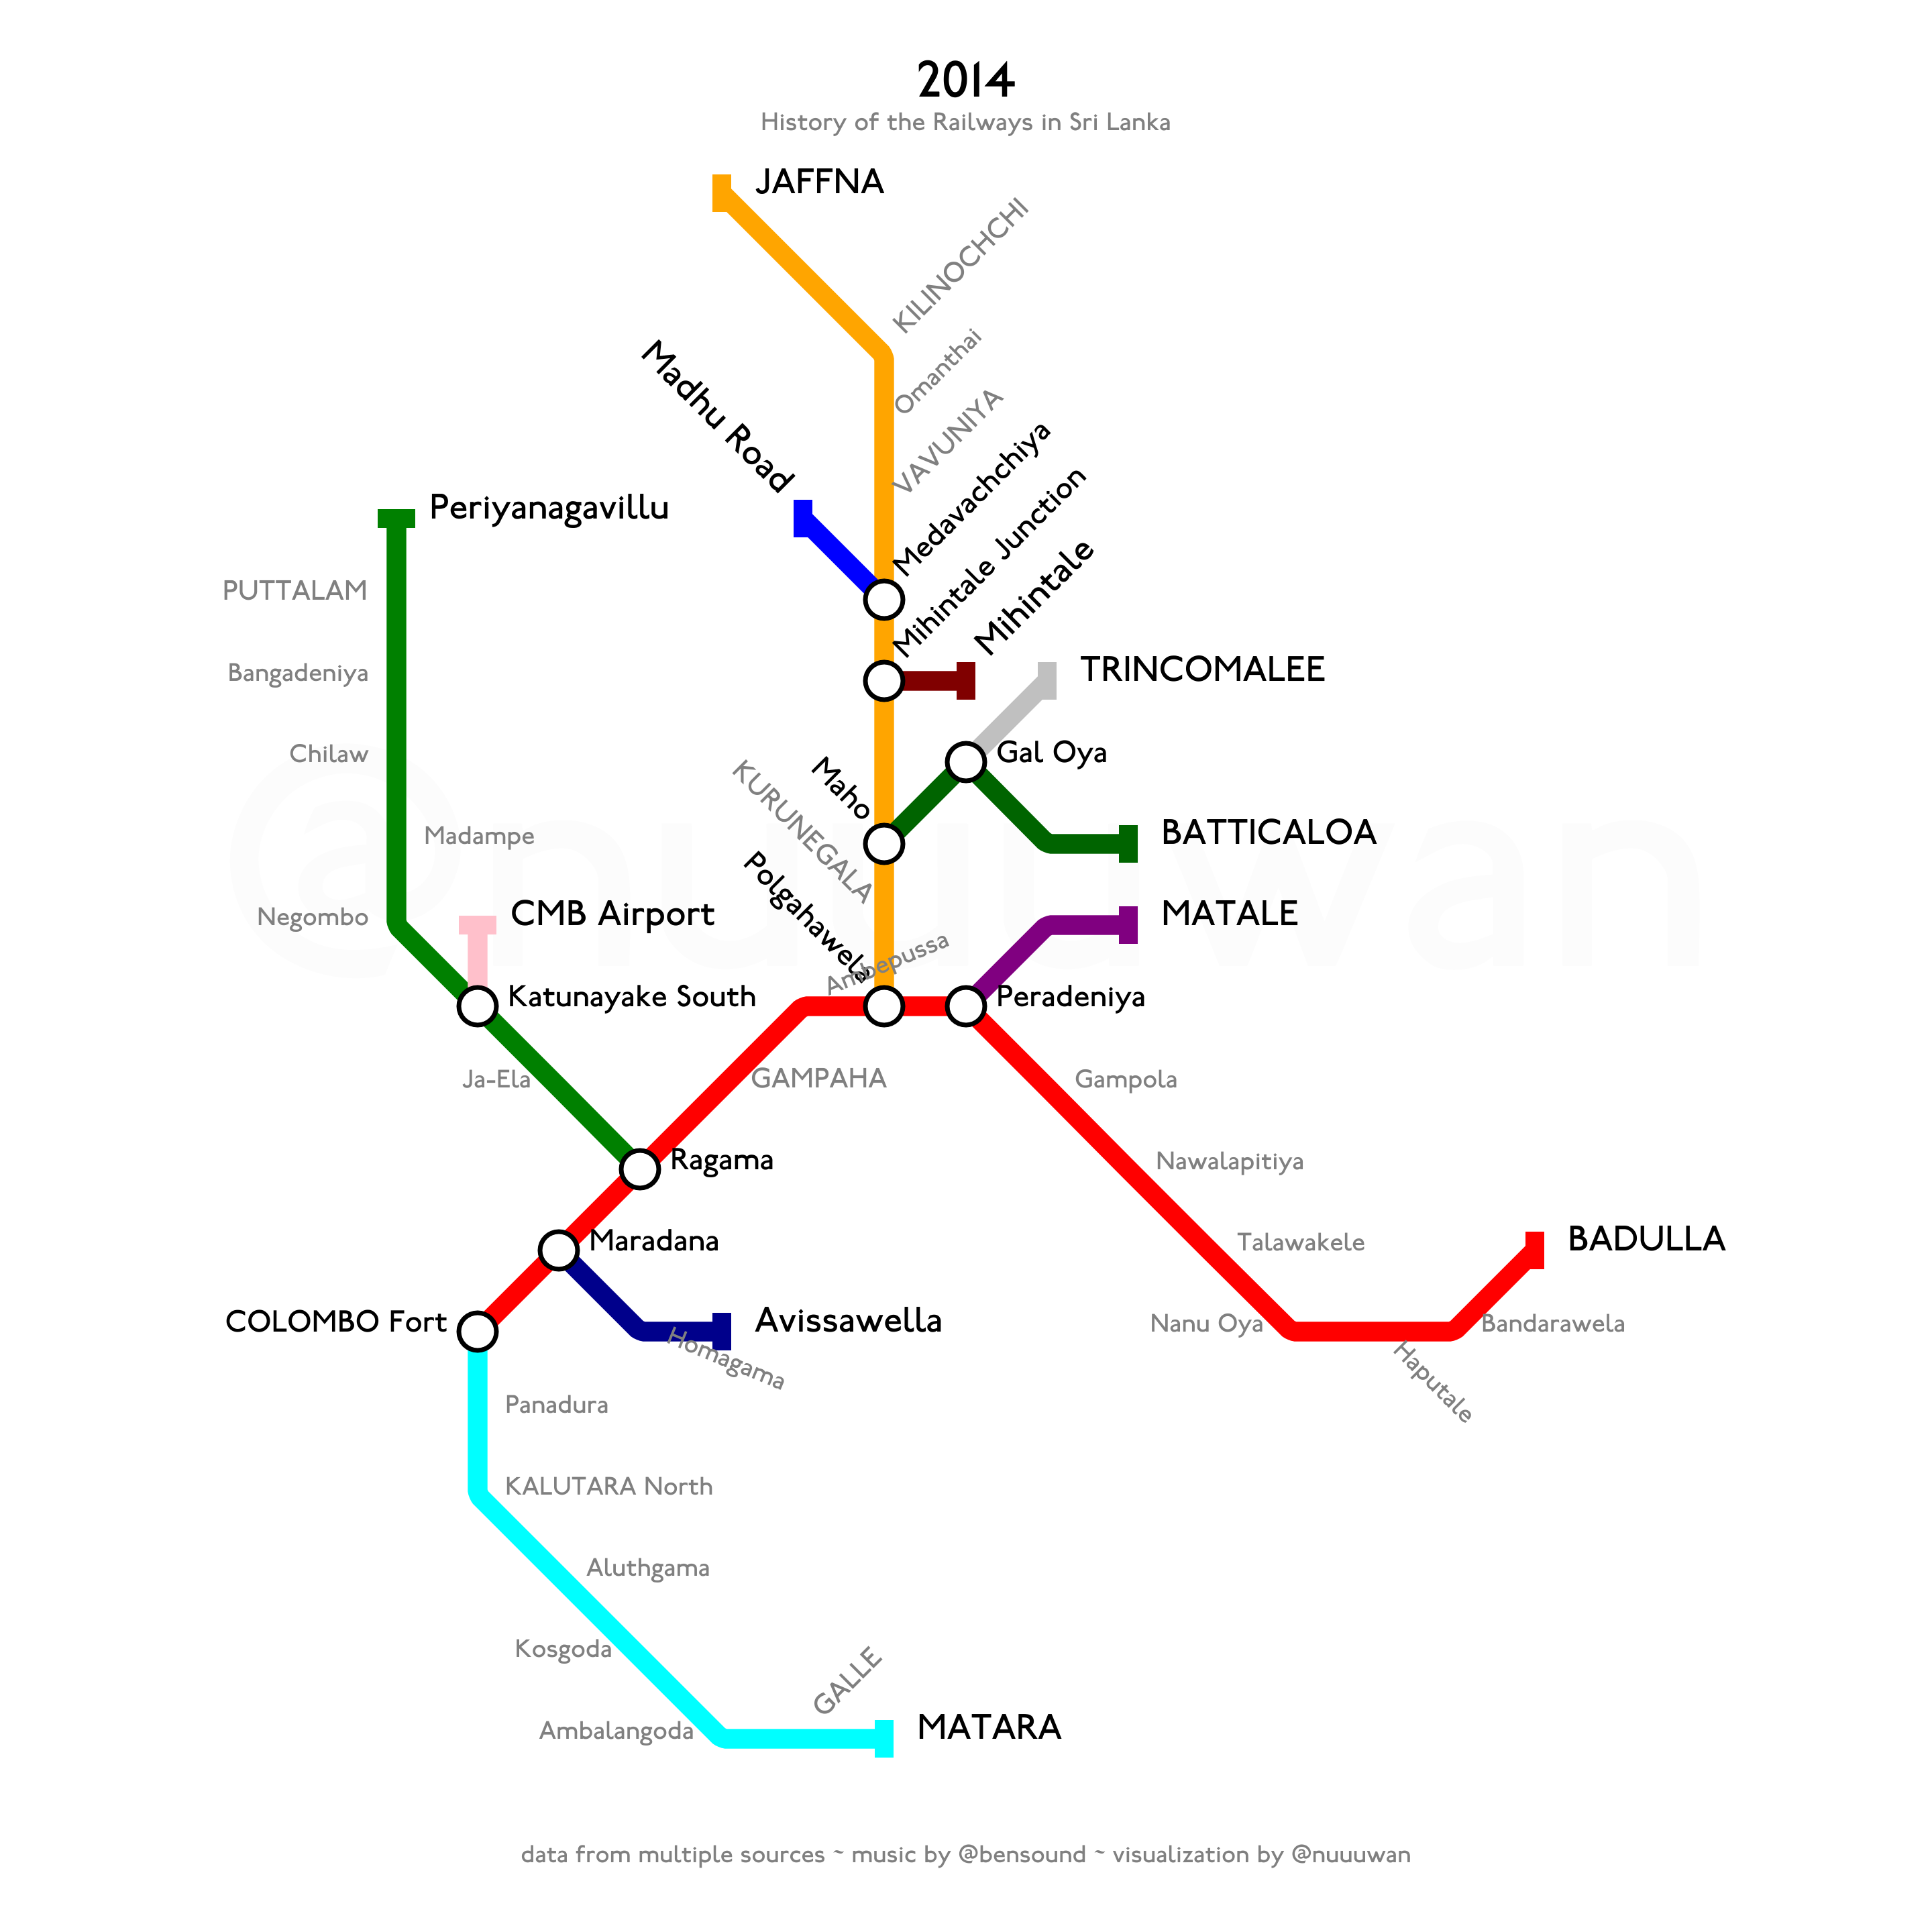 2014
History of the Railways in Sri Lanka
JAFFNA
KILINOCHCHI
Omanthai
Madhu Road
VAVUNIYA
Medavachchiya
Periyanagavillu
Mihintale Junction
PUTTALAM
Mihintale
Bangadeniya
TRINCOMALEE
Chilaw
Gal Oya
Maho
KURUNEGALA
Madampe
BATTICALOA
@nuuuwan
Negombo
CMB Airport
Polgahawela
MATALE
Ambepussa
Katunayake South
Peradeniya
Ja-Ela
GAMPAHA
Gampola
Ragama
Nawalapitiya
Maradana
Talawakele
BADULLA
COLOMBO Fort
Avissawella
Homagama
Nanu Oya
Bandarawela
Haputale
Panadura
KALUTARA North
Aluthgama
Kosgoda
GALLE
Ambalangoda
MATARA
data from multiple sources ~ music by @bensound ~ visualization by @nuuuwan